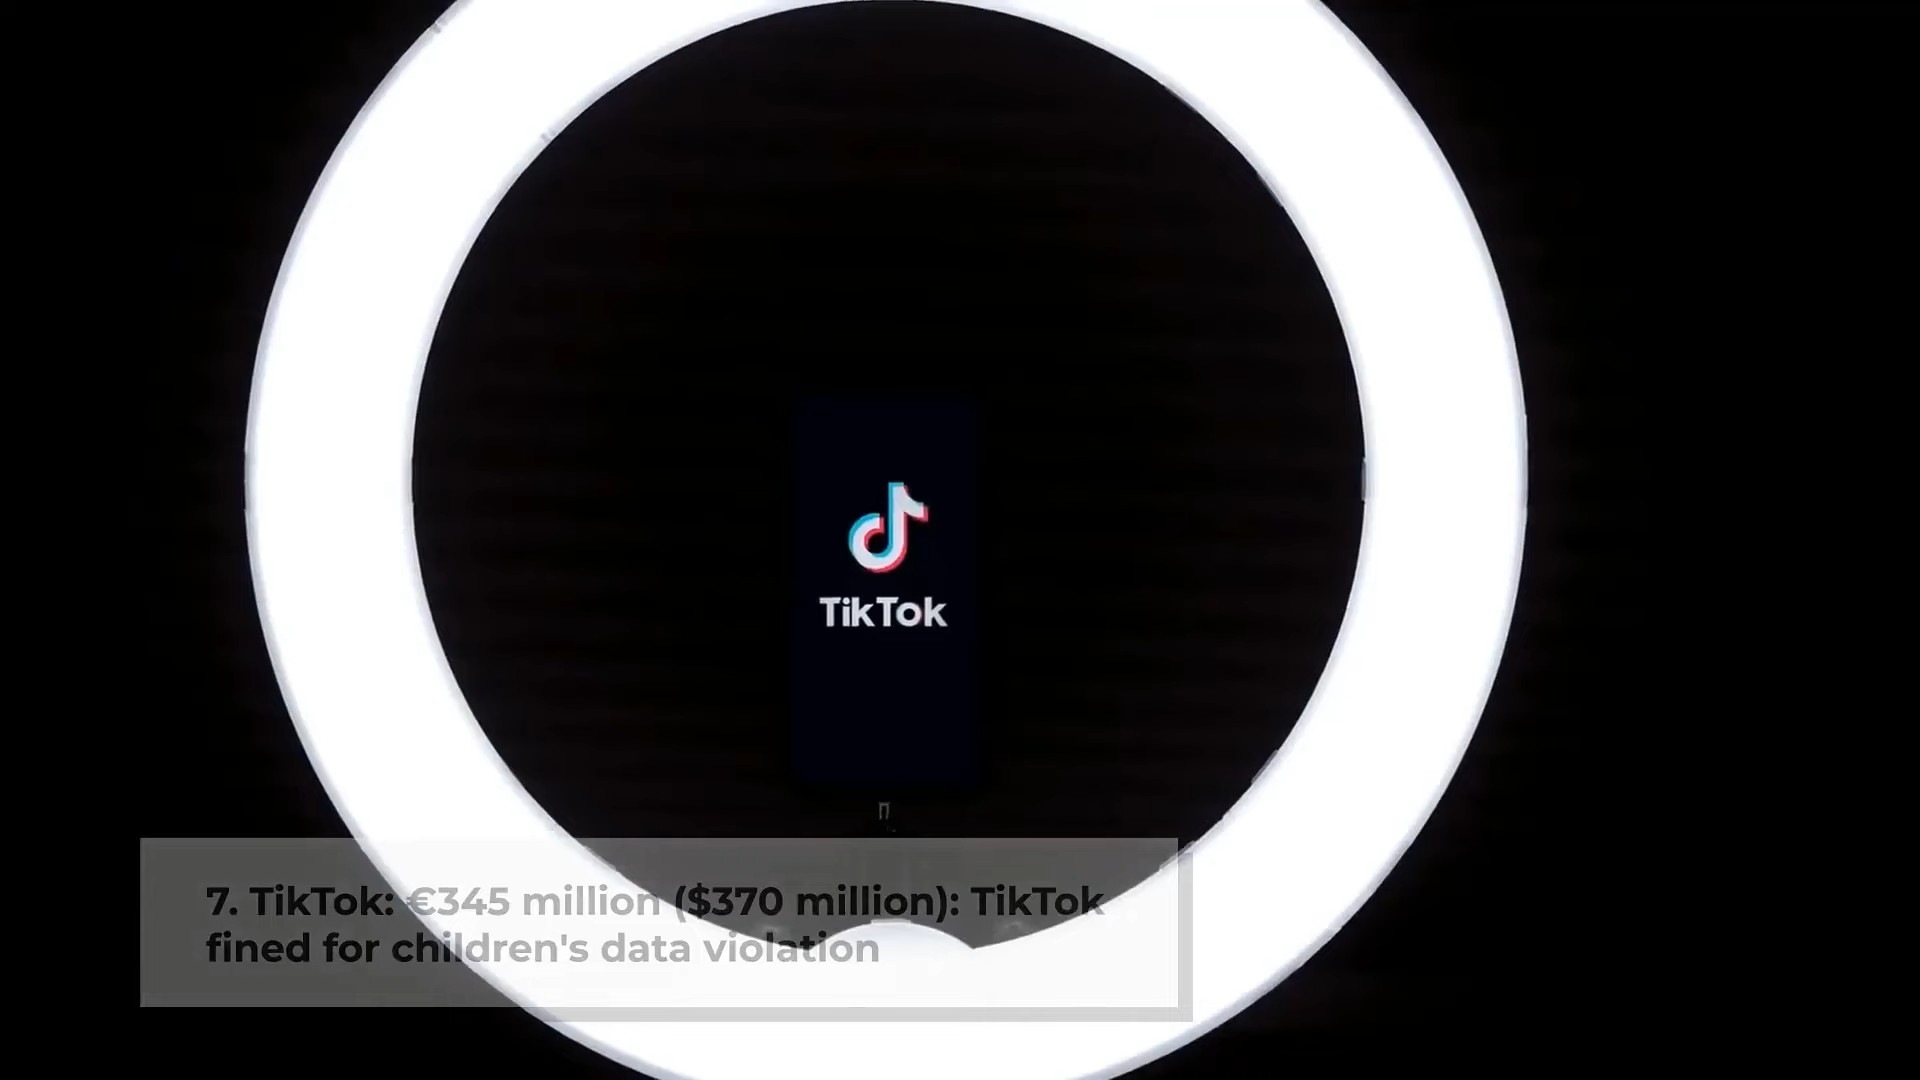 TikTok
7. TikTok: €345 million ($370 million): TikTok
fined for children's data violation